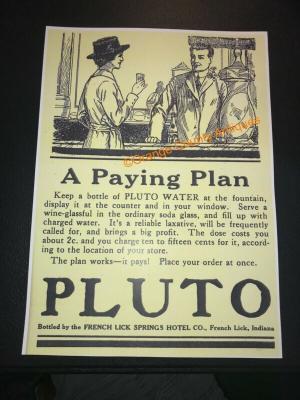 ©Orange County Antiques
A Paying Plan
Keep a bottle of PLUTO WATER at the fountain,
display it at the counter and in your window. Serve a
wine-glassful in the ordinary soda glass, and fill up with
charged water. It's a reliable laxative, will be frequently
called for, and brings a big profit. The dose costs you
about 2c. and you charge ten to fifteen cents for it, accord-
ing to the location of your store.
The plan works—it pays! Place your order at once.
PLUTO
Bottled by the FRENCH LICK SPRINGS HOTEL CO., French Lick, Indiana